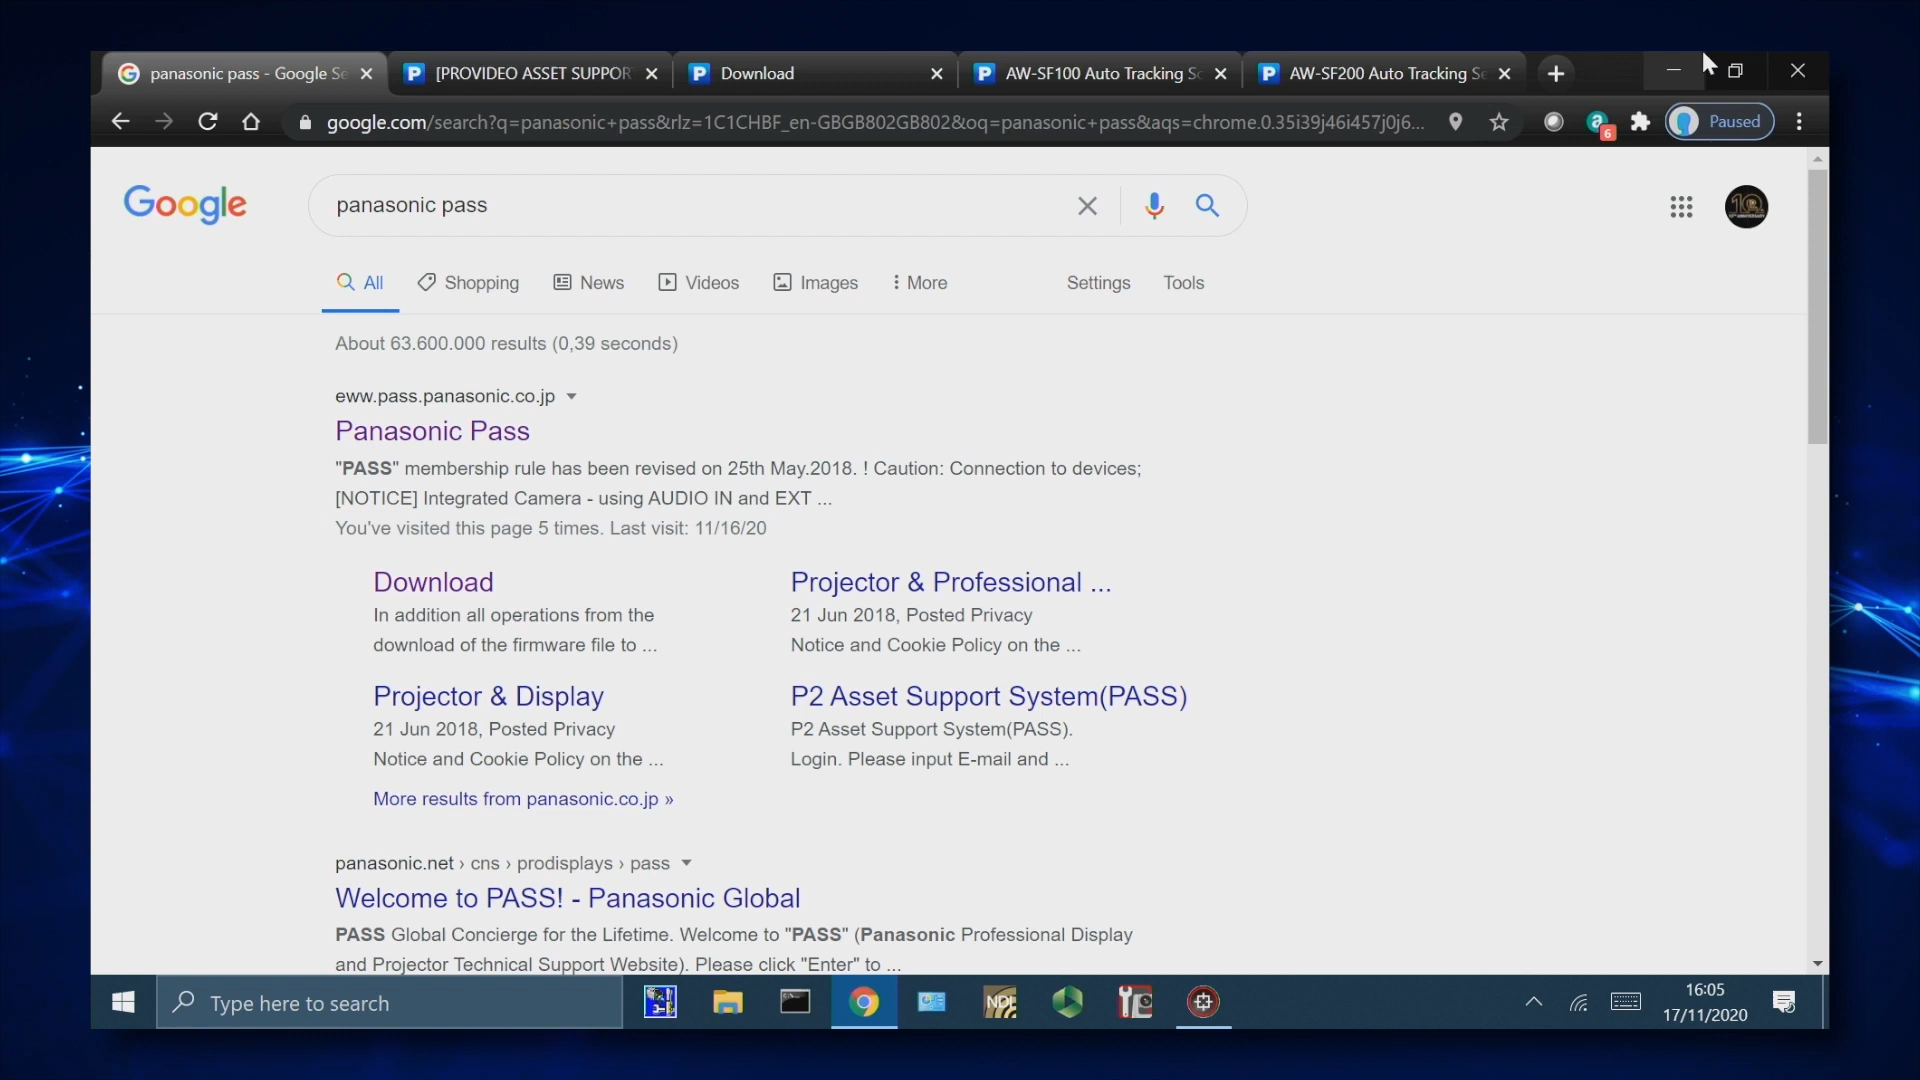 panasonic pass - Google Se
[PROVIDEO ASSET SUPPOR
Download
AW-SF100 Auto Tracking So
AW-SF200 Auto Tracking Se
google.com/search?q=panasonic+pass&rlz=1C1CHBF_en-GBGB802GB802&oq=panasonic+pass&aqs=chrome.0.35i39j46i457j0j6...
6
Paused
Google
panasonic pass
All
Shopping
News
Videos
Images
More
Settings
Tools
About 63.600.000 results (0,39 seconds)
eww.pass.panasonic.co.jp
Panasonic Pass
"PASS" membership rule has been revised on 25th May.2018. ! Caution: Connection to devices;
[NOTICE] Integrated Camera - using AUDIO IN and EXT ...
You've visited this page 5 times. Last visit: 11/16/20
Download
In addition all operations from the
download of the firmware file to ...
Projector & Professional ...
21 Jun 2018, Posted Privacy
Notice and Cookie Policy on the ...
Projector & Display
21 Jun 2018, Posted Privacy
Notice and Cookie Policy on the ...
P2 Asset Support System(PASS)
P2 Asset Support System(PASS).
Login. Please input E-mail and ...
More results from panasonic.co.jp »
panasonic.net › cns › prodisplays › pass
Welcome to PASS! - Panasonic Global
PASS Global Concierge for the Lifetime. Welcome to "PASS" (Panasonic Professional Display
and Projector Technical Support Website). Please click "Enter" to ...
Type here to search
NDI
16:05
17/11/2020